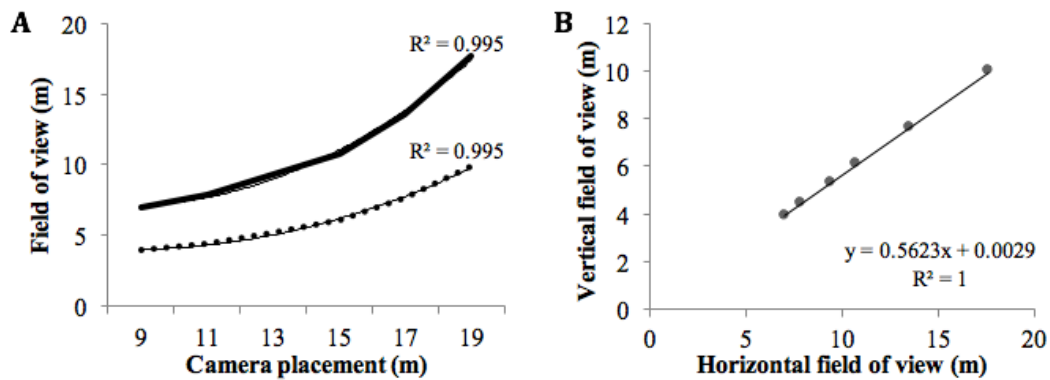 A
20
15
10
5
0
Field of view (m)
R² = 0.995
R² = 0.995
9 11 13 15 17 19
Camera placement (m)
B
12
10
8
6
4
2
0
Vertical field of view (m)
y = 0.5623x + 0.0029
R² = 1
0 5 10 15 20
Horizontal field of view (m)